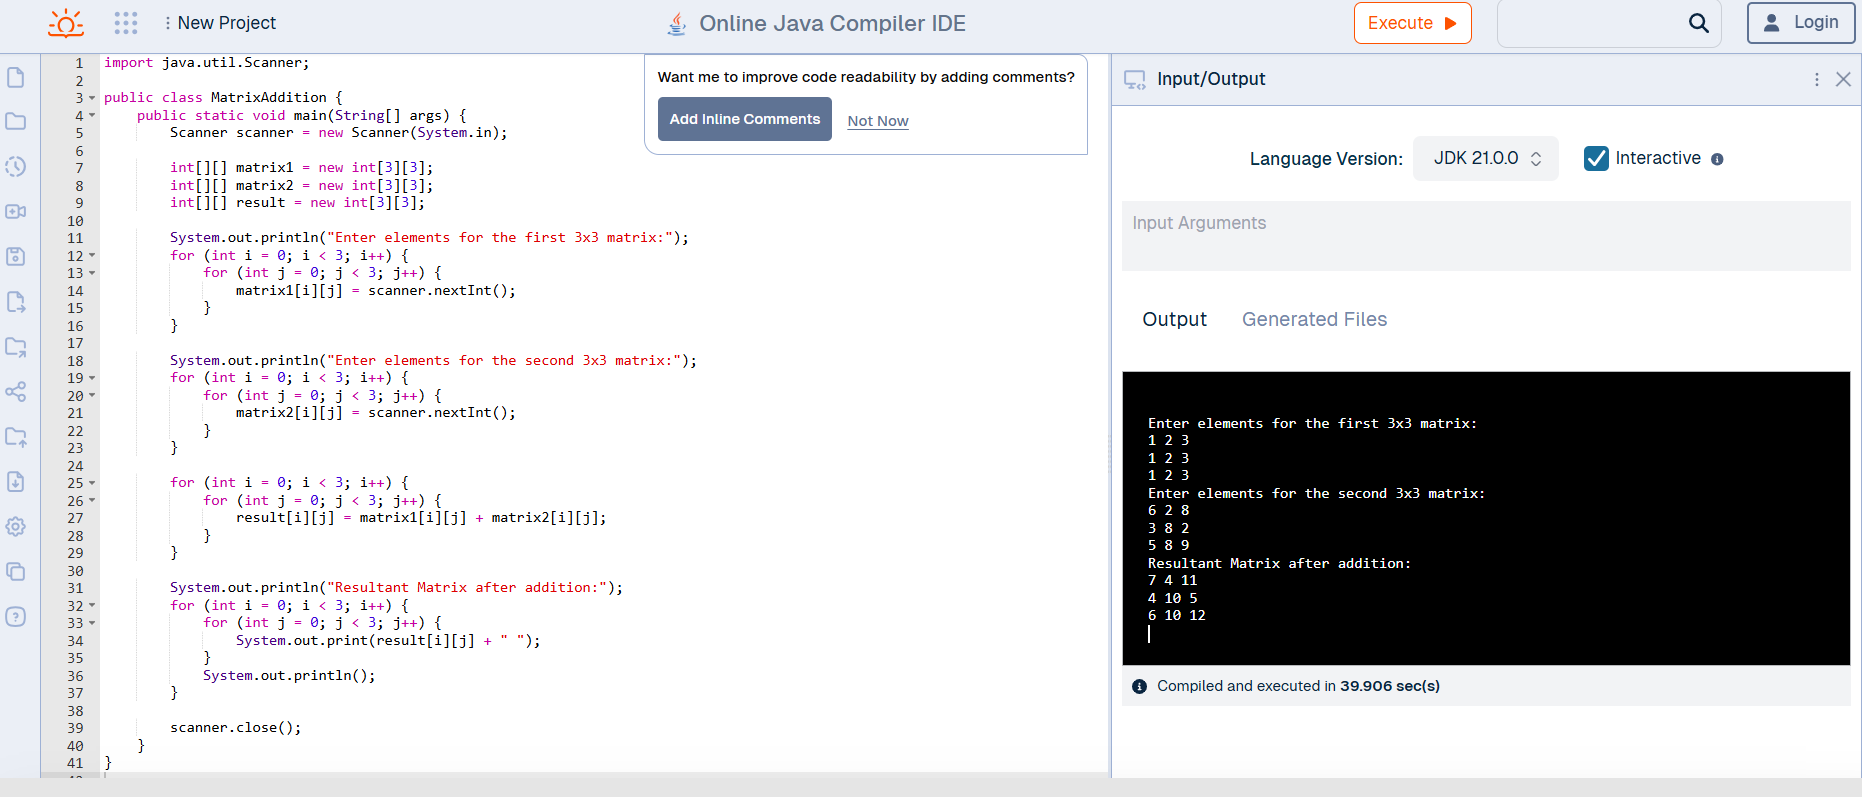 New Project
Online Java Compiler IDE
Execute
Login
1 import java.util.Scanner;
2
3 public class MatrixAddition {
4     public static void main(String[] args) {
5         Scanner scanner = new Scanner(System.in);
6
7         int[][] matrix1 = new int[3][3];
8         int[][] matrix2 = new int[3][3];
9         int[][] result = new int[3][3];
10
11         System.out.println("Enter elements for the first 3x3 matrix:");
12         for (int i = 0; i < 3; i++) {
13             for (int j = 0; j < 3; j++) {
14                 matrix1[i][j] = scanner.nextInt();
15             }
16         }
17
18         System.out.println("Enter elements for the second 3x3 matrix:");
19         for (int i = 0; i < 3; i++) {
20             for (int j = 0; j < 3; j++) {
21                 matrix2[i][j] = scanner.nextInt();
22             }
23         }
24
25         for (int i = 0; i < 3; i++) {
26             for (int j = 0; j < 3; j++) {
27                 result[i][j] = matrix1[i][j] + matrix2[i][j];
28             }
29         }
30
31         System.out.println("Resultant Matrix after addition:");
32         for (int i = 0; i < 3; i++) {
33             for (int j = 0; j < 3; j++) {
34                 System.out.print(result[i][j] + " ");
35             }
36             System.out.println();
37         }
38
39         scanner.close();
40     }
41 }
Want me to improve code readability by adding comments?
Add Inline Comments
Not Now
Input/Output
Language Version: JDK 21.0.0 Interactive
Input Arguments
Output Generated Files
Enter elements for the first 3x3 matrix:
1 2 3
1 2 3
1 2 3
Enter elements for the second 3x3 matrix:
6 2 8
3 8 2
5 8 9
Resultant Matrix after addition:
7 4 11
4 10 5
6 10 12
Compiled and executed in 39.906 sec(s)